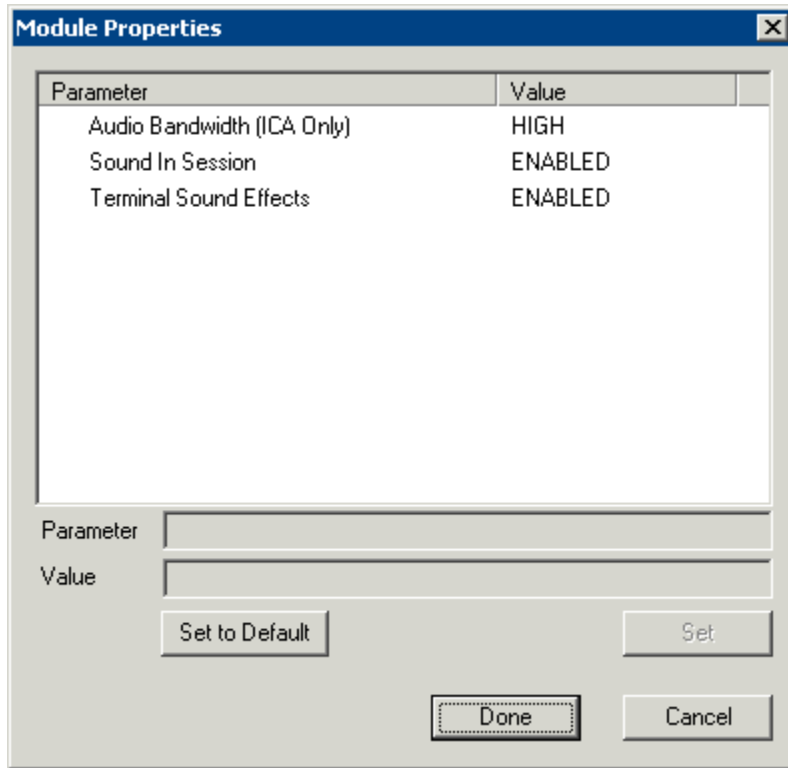 Module Properties
Parameter Value
Audio Bandwidth (ICA Only) HIGH
Sound In Session ENABLED
Terminal Sound Effects ENABLED
Parameter
Value
Set to Default Set
Done Cancel